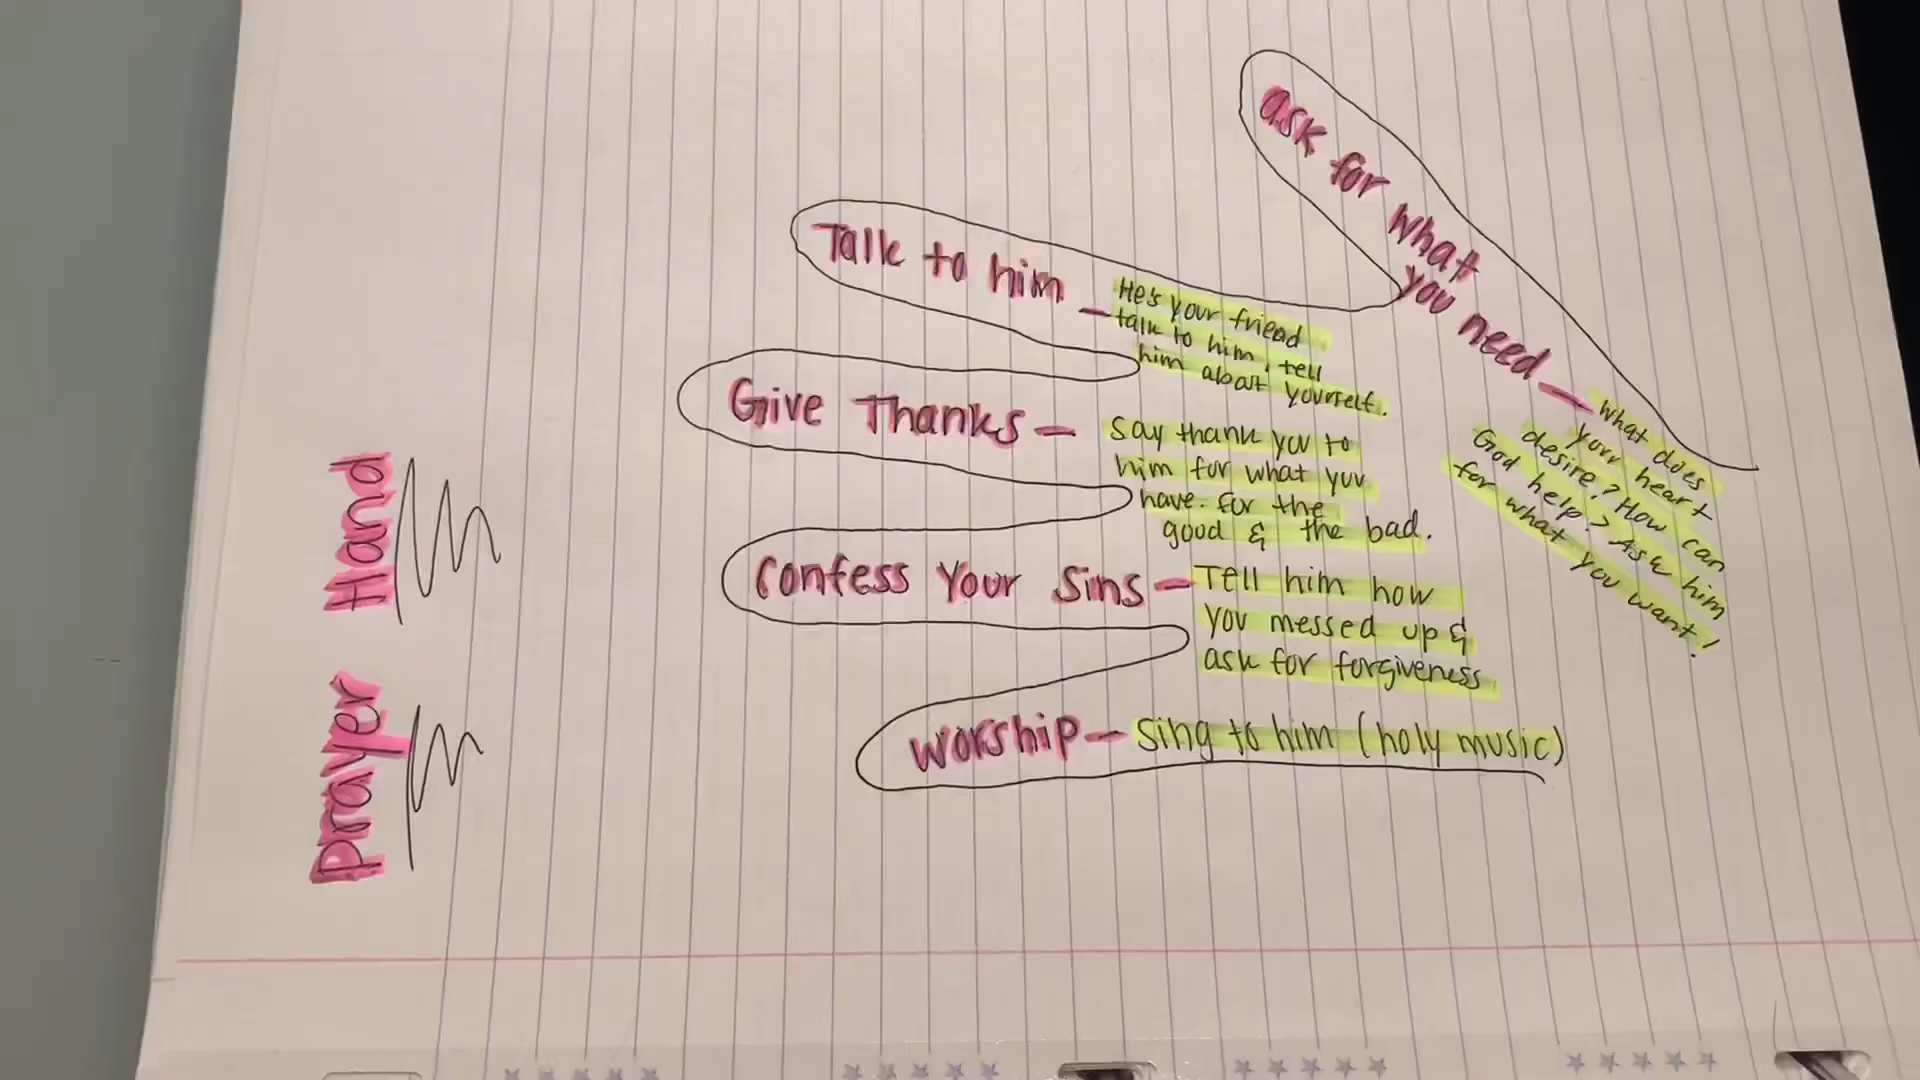 Prayer Hand
ask for what
you need —
what does
your heart
desire? How can
God help? Ask him
for what you want!
Talk to him —
He's your friend
talk to him, tell
him about yourself.
Give Thanks —
Say thank you to
him for what you
have. For the
good & the bad.
Confess Your Sins —
Tell him how
you messed up &
ask for forgiveness
Worship — Sing to him (holy music)